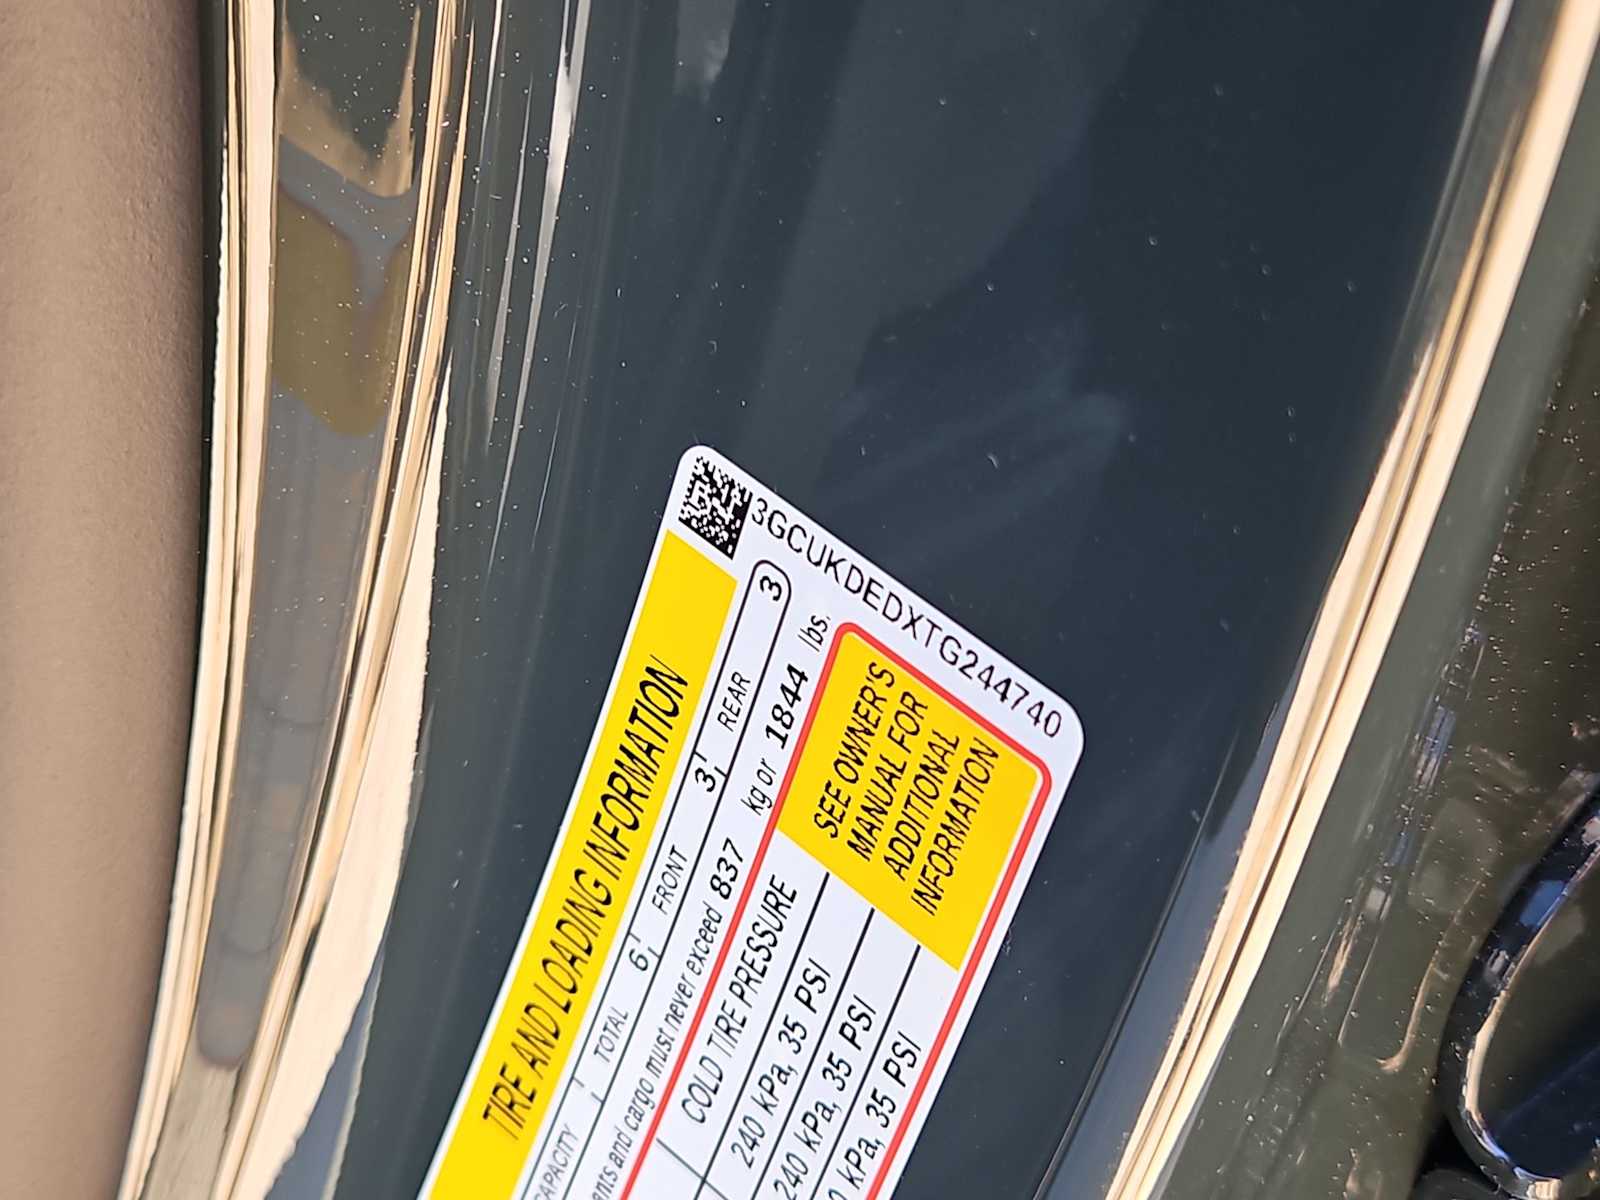 3GCUKDEDXTG244740
TIRE AND LOADING INFORMATION
CAPACITY TOTAL 6 FRONT 3 REAR 3
and cargo must never exceed 837 kg or 1844 lbs.
COLD TIRE PRESSURE
240 kPa, 35 PSI
240 kPa, 35 PSI
kPa, 35 PSI
SEE OWNER'S
MANUAL FOR
ADDITIONAL
INFORMATION